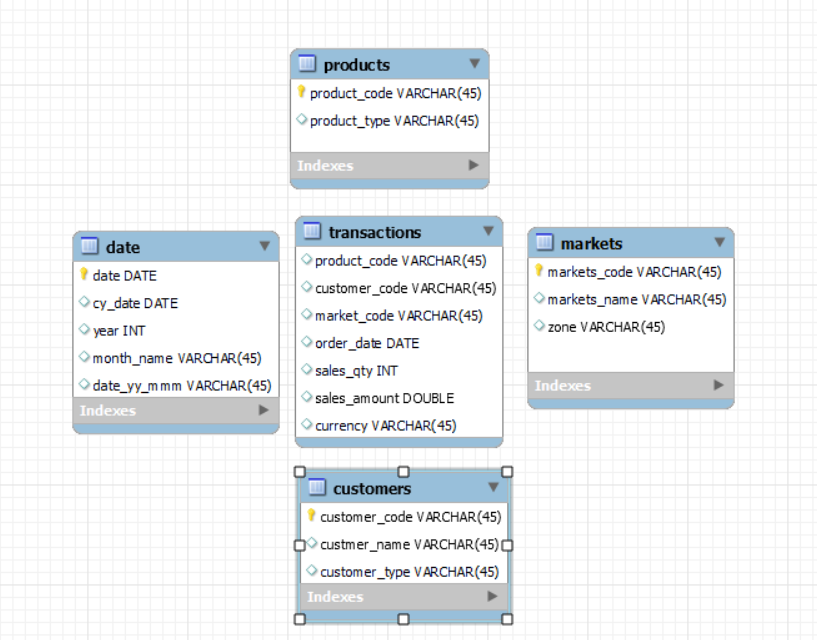 products
product_code VARCHAR(45)
product_type VARCHAR(45)
Indexes
date
date DATE
cy_date DATE
year INT
month_name VARCHAR(45)
date_yy_mmm VARCHAR(45)
Indexes
transactions
product_code VARCHAR(45)
customer_code VARCHAR(45)
market_code VARCHAR(45)
order_date DATE
sales_qty INT
sales_amount DOUBLE
currency VARCHAR(45)
markets
markets_code VARCHAR(45)
markets_name VARCHAR(45)
zone VARCHAR(45)
Indexes
customers
customer_code VARCHAR(45)
custmer_name VARCHAR(45)
customer_type VARCHAR(45)
Indexes